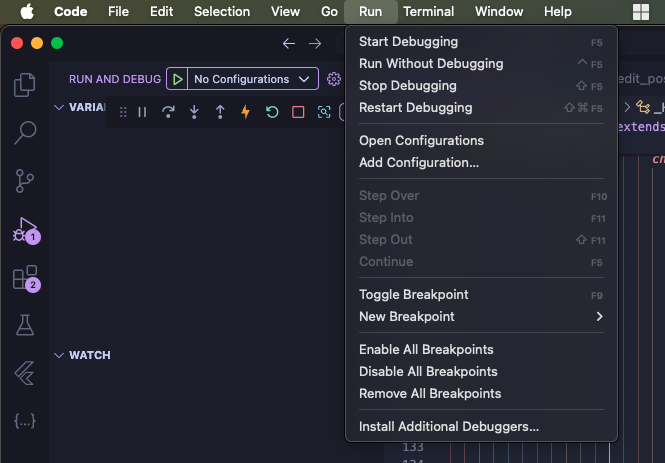 Code File Edit Selection View Go Run Terminal Window Help
RUN AND DEBUG No Configurations
VARIA
WATCH
1
2
{...}
Start Debugging F5
Run Without Debugging ⌃ F5
Stop Debugging ⇧ F5
Restart Debugging ⇧ ⌘ F5
Open Configurations
Add Configuration...
Step Over F10
Step Into F11
Step Out ⇧ F11
Continue F5
Toggle Breakpoint F9
New Breakpoint
Enable All Breakpoints
Disable All Breakpoints
Remove All Breakpoints
Install Additional Debuggers...
edit_pos
extends
133